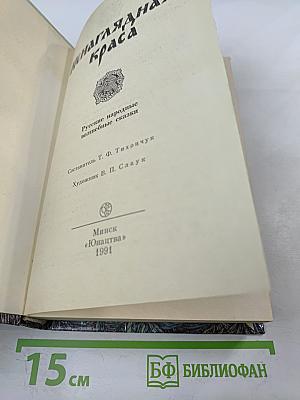 ненаглядная
краса
Русские народные
волшебные сказки
Составитель Т. Ф. Тихончук
Художник В. П. Савук
Минск
«Юнацтва»
1991
15 см
БФ БИБЛИОФАН